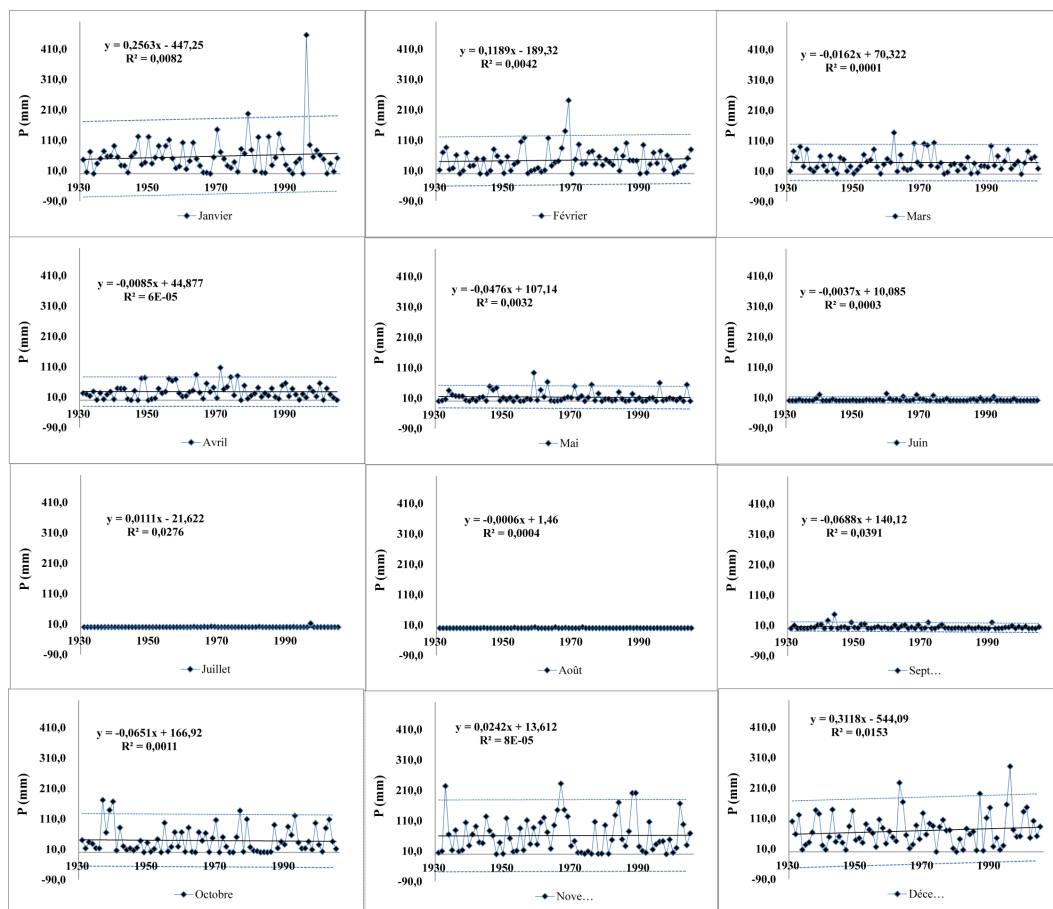 y = 0,2563x - 447,25
R² = 0,0082
P (mm)
410,0
310,0
210,0
110,0
10,0
-90,0
1930
1950
1970
1990
Janvier
y = 0,1189x - 189,32
R² = 0,0042
P (mm)
410,0
310,0
210,0
110,0
10,0
-90,0
1930
1950
1970
1990
Février
y = -0,0162x + 70,322
R² = 0,0001
P (mm)
410,0
310,0
210,0
110,0
10,0
-90,0
1930
1950
1970
1990
Mars
y = -0,0085x + 44,877
R² = 6E-05
P (mm)
410,0
310,0
210,0
110,0
10,0
-90,0
1930
1950
1970
1990
Avril
y = -0,0476x + 107,14
R² = 0,0032
P (mm)
410,0
310,0
210,0
110,0
10,0
-90,0
1930
1950
1970
1990
Mai
y = -0,0037x + 10,085
R² = 0,0003
P (mm)
410,0
310,0
210,0
110,0
10,0
-90,0
1930
1950
1970
1990
Juin
y = 0,0111x - 21,622
R² = 0,0276
P (mm)
410,0
310,0
210,0
110,0
10,0
-90,0
1930
1950
1970
1990
Juillet
y = -0,0006x + 1,46
R² = 0,0004
P (mm)
410,0
310,0
210,0
110,0
10,0
-90,0
1930
1950
1970
1990
Août
y = -0,0688x + 140,12
R² = 0,0391
P (mm)
410,0
310,0
210,0
110,0
10,0
-90,0
1930
1950
1970
1990
Sept…
y = -0,0651x + 166,92
R² = 0,0011
P (mm)
410,0
310,0
210,0
110,0
10,0
-90,0
1930
1950
1970
1990
Octobre
y = 0,0242x + 13,612
R² = 8E-05
P (mm)
410,0
310,0
210,0
110,0
10,0
-90,0
1930
1950
1970
1990
Nove…
y = 0,3118x - 544,09
R² = 0,0153
P (mm)
410,0
310,0
210,0
110,0
10,0
-90,0
1930
1950
1970
1990
Déce…